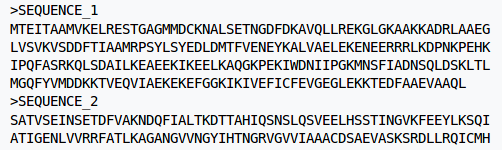 >SEQUENCE_1
MTEITAAMVKELRESTGAGMMDCKNALSETNGDFDKAVQLLREKGLGKAAKKADRLAAEG
LVSVKVSDDFTIAAMRPSYLSYEDLDMTFVENEYKALVAELEKENEERRRLKDPNKPEHK
IPQFASRKQLSDAILKEAEEKIKEELKAQGKPEKIWDNIIPGKMNSFIADNSQLDSKLTL
MGQFYVMDDKKTVEQVIAEKEKEFGGKIKIVEFICFEVGEGLEKKTEDFAAEVAAQL
>SEQUENCE_2
SATVSEINSETDFVAKNDQFIALTKDTTAHIQSNSLQSVEELHSSTINGVKFEEYLKSQI
ATIGENLVVRRFATLKAGANGVVNGYIHTNGRVGVVIAAACDSAEVASKSRDLLRQICMH